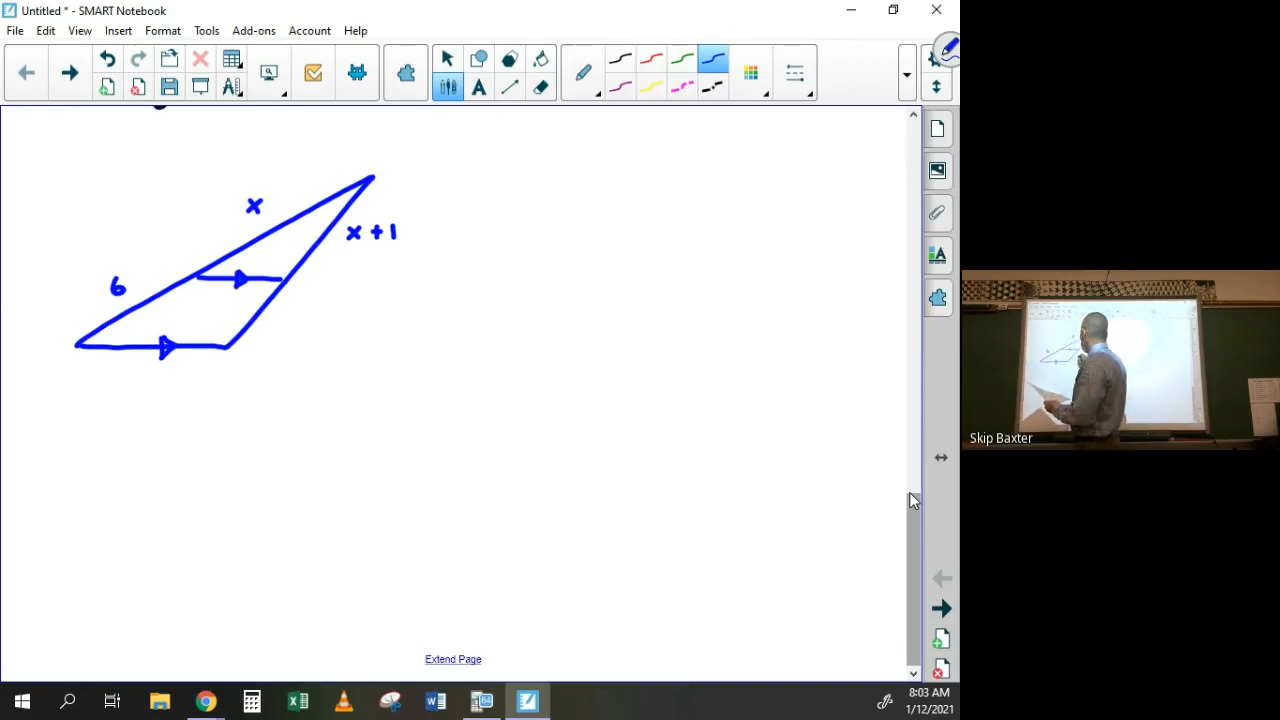 Untitled * - SMART Notebook
File Edit View Insert Format Tools Add-ons Account Help
x
x + 1
6
Skip Baxter
Extend Page
8:03 AM
1/12/2021